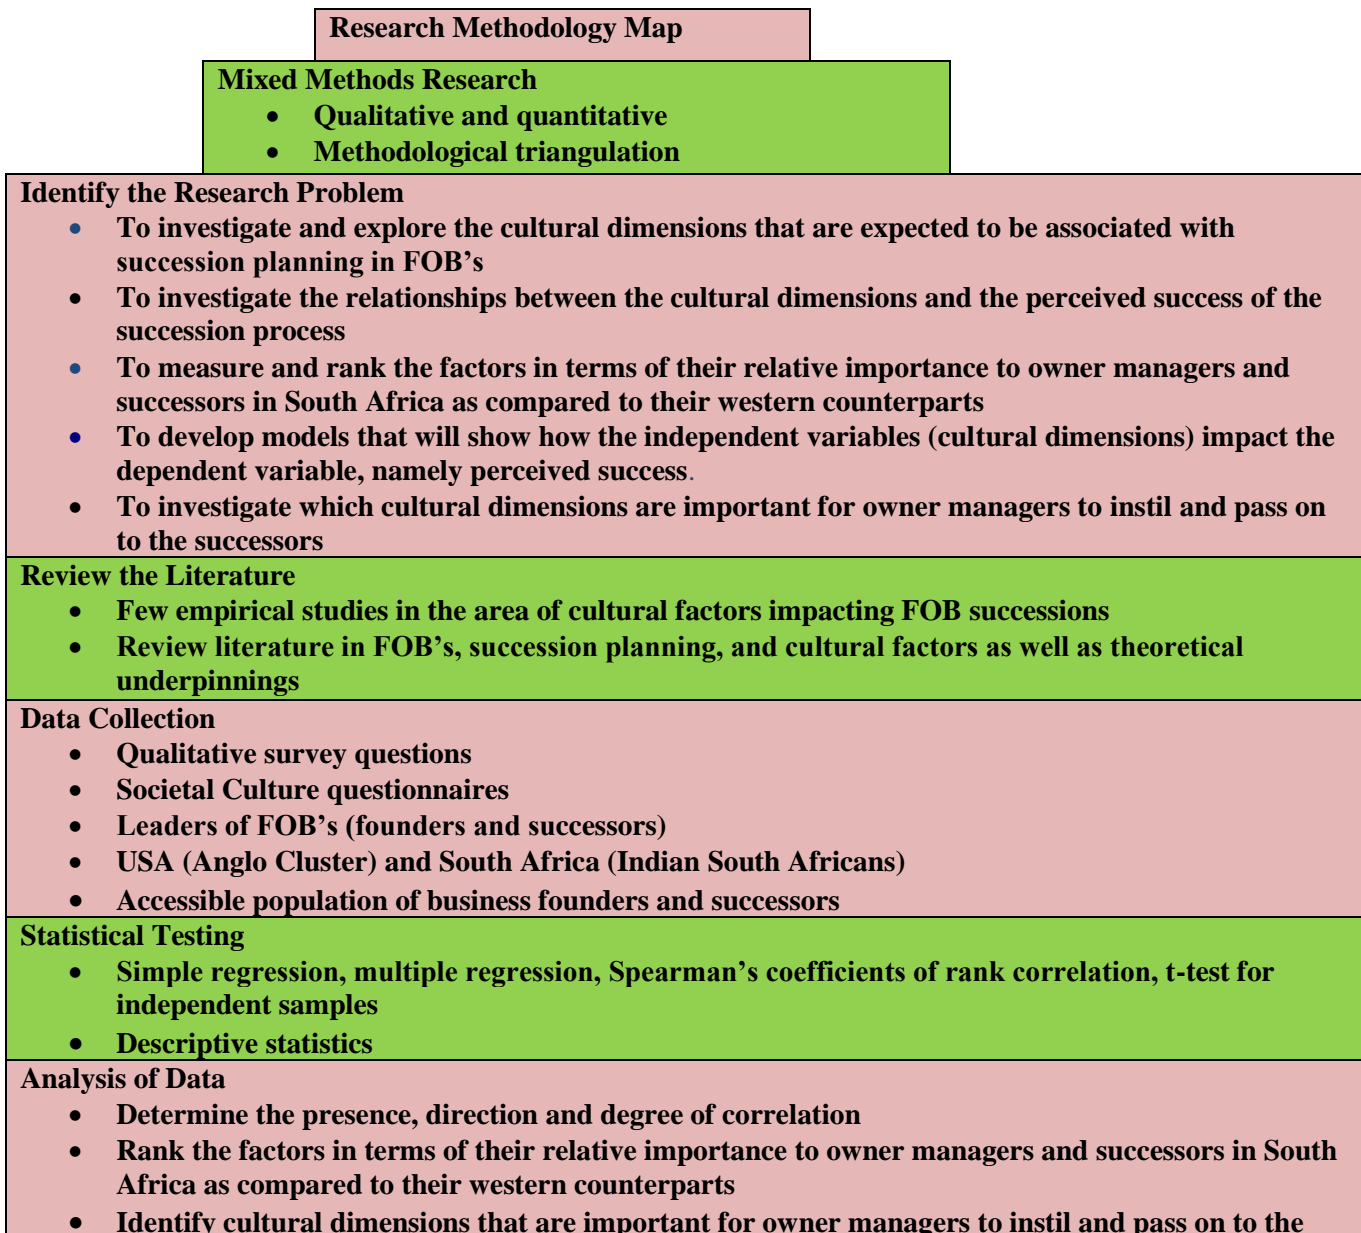 Research Methodology Map
Mixed Methods Research
• Qualitative and quantitative
• Methodological triangulation
Identify the Research Problem
• To investigate and explore the cultural dimensions that are expected to be associated with
succession planning in FOB’s
• To investigate the relationships between the cultural dimensions and the perceived success of the
succession process
• To measure and rank the factors in terms of their relative importance to owner managers and
successors in South Africa as compared to their western counterparts
• To develop models that will show how the independent variables (cultural dimensions) impact the
dependent variable, namely perceived success.
• To investigate which cultural dimensions are important for owner managers to instil and pass on
to the successors
Review the Literature
• Few empirical studies in the area of cultural factors impacting FOB successions
• Review literature in FOB’s, succession planning, and cultural factors as well as theoretical
underpinnings
Data Collection
• Qualitative survey questions
• Societal Culture questionnaires
• Leaders of FOB’s (founders and successors)
• USA (Anglo Cluster) and South Africa (Indian South Africans)
• Accessible population of business founders and successors
Statistical Testing
• Simple regression, multiple regression, Spearman’s coefficients of rank correlation, t-test for
independent samples
• Descriptive statistics
Analysis of Data
• Determine the presence, direction and degree of correlation
• Rank the factors in terms of their relative importance to owner managers and successors in South
Africa as compared to their western counterparts
• Identify cultural dimensions that are important for owner managers to instil and pass on to the